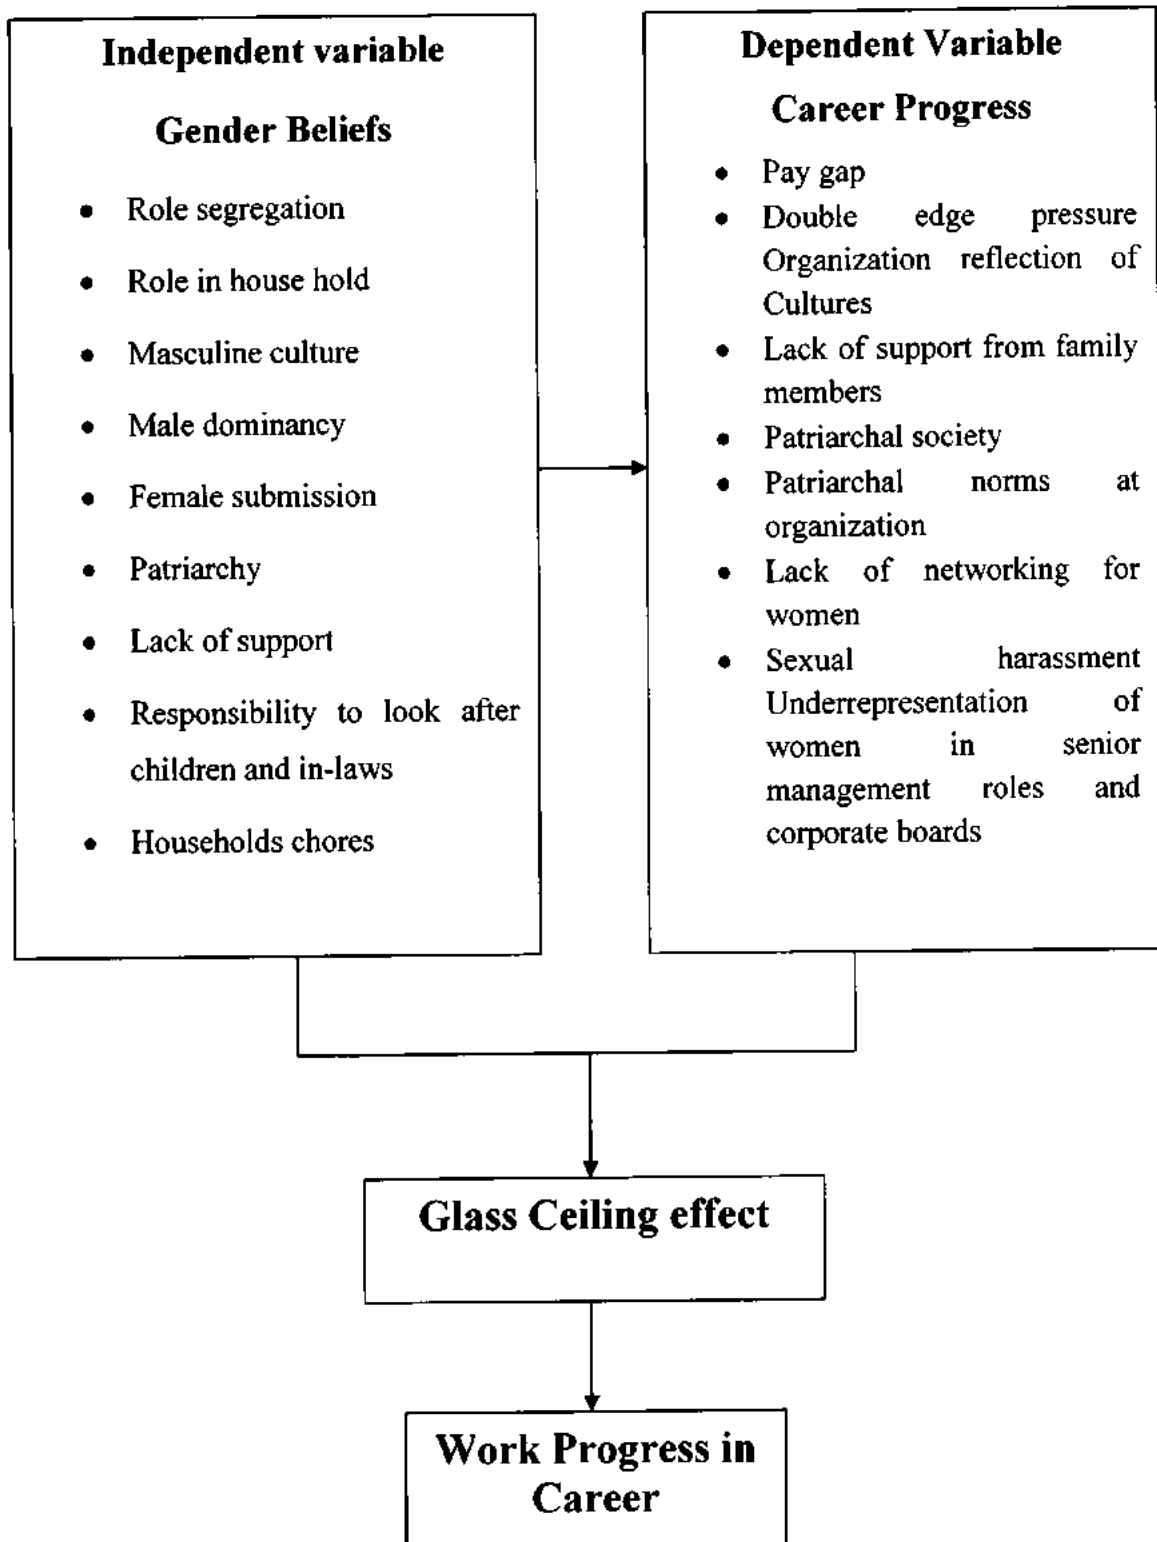 Independent variable
Gender Beliefs
• Role segregation
• Role in house hold
• Masculine culture
• Male dominancy
• Female submission
• Patriarchy
• Lack of support
• Responsibility to look after
children and in-laws
• Households chores
Dependent Variable
Career Progress
• Pay gap
• Double edge pressure
Organization reflection of
Cultures
• Lack of support from family
members
• Patriarchal society
• Patriarchal norms at
organization
• Lack of networking for
women
• Sexual harassment
Underrepresentation of
women in senior
management roles and
corporate boards
Glass Ceiling effect
Work Progress in
Career